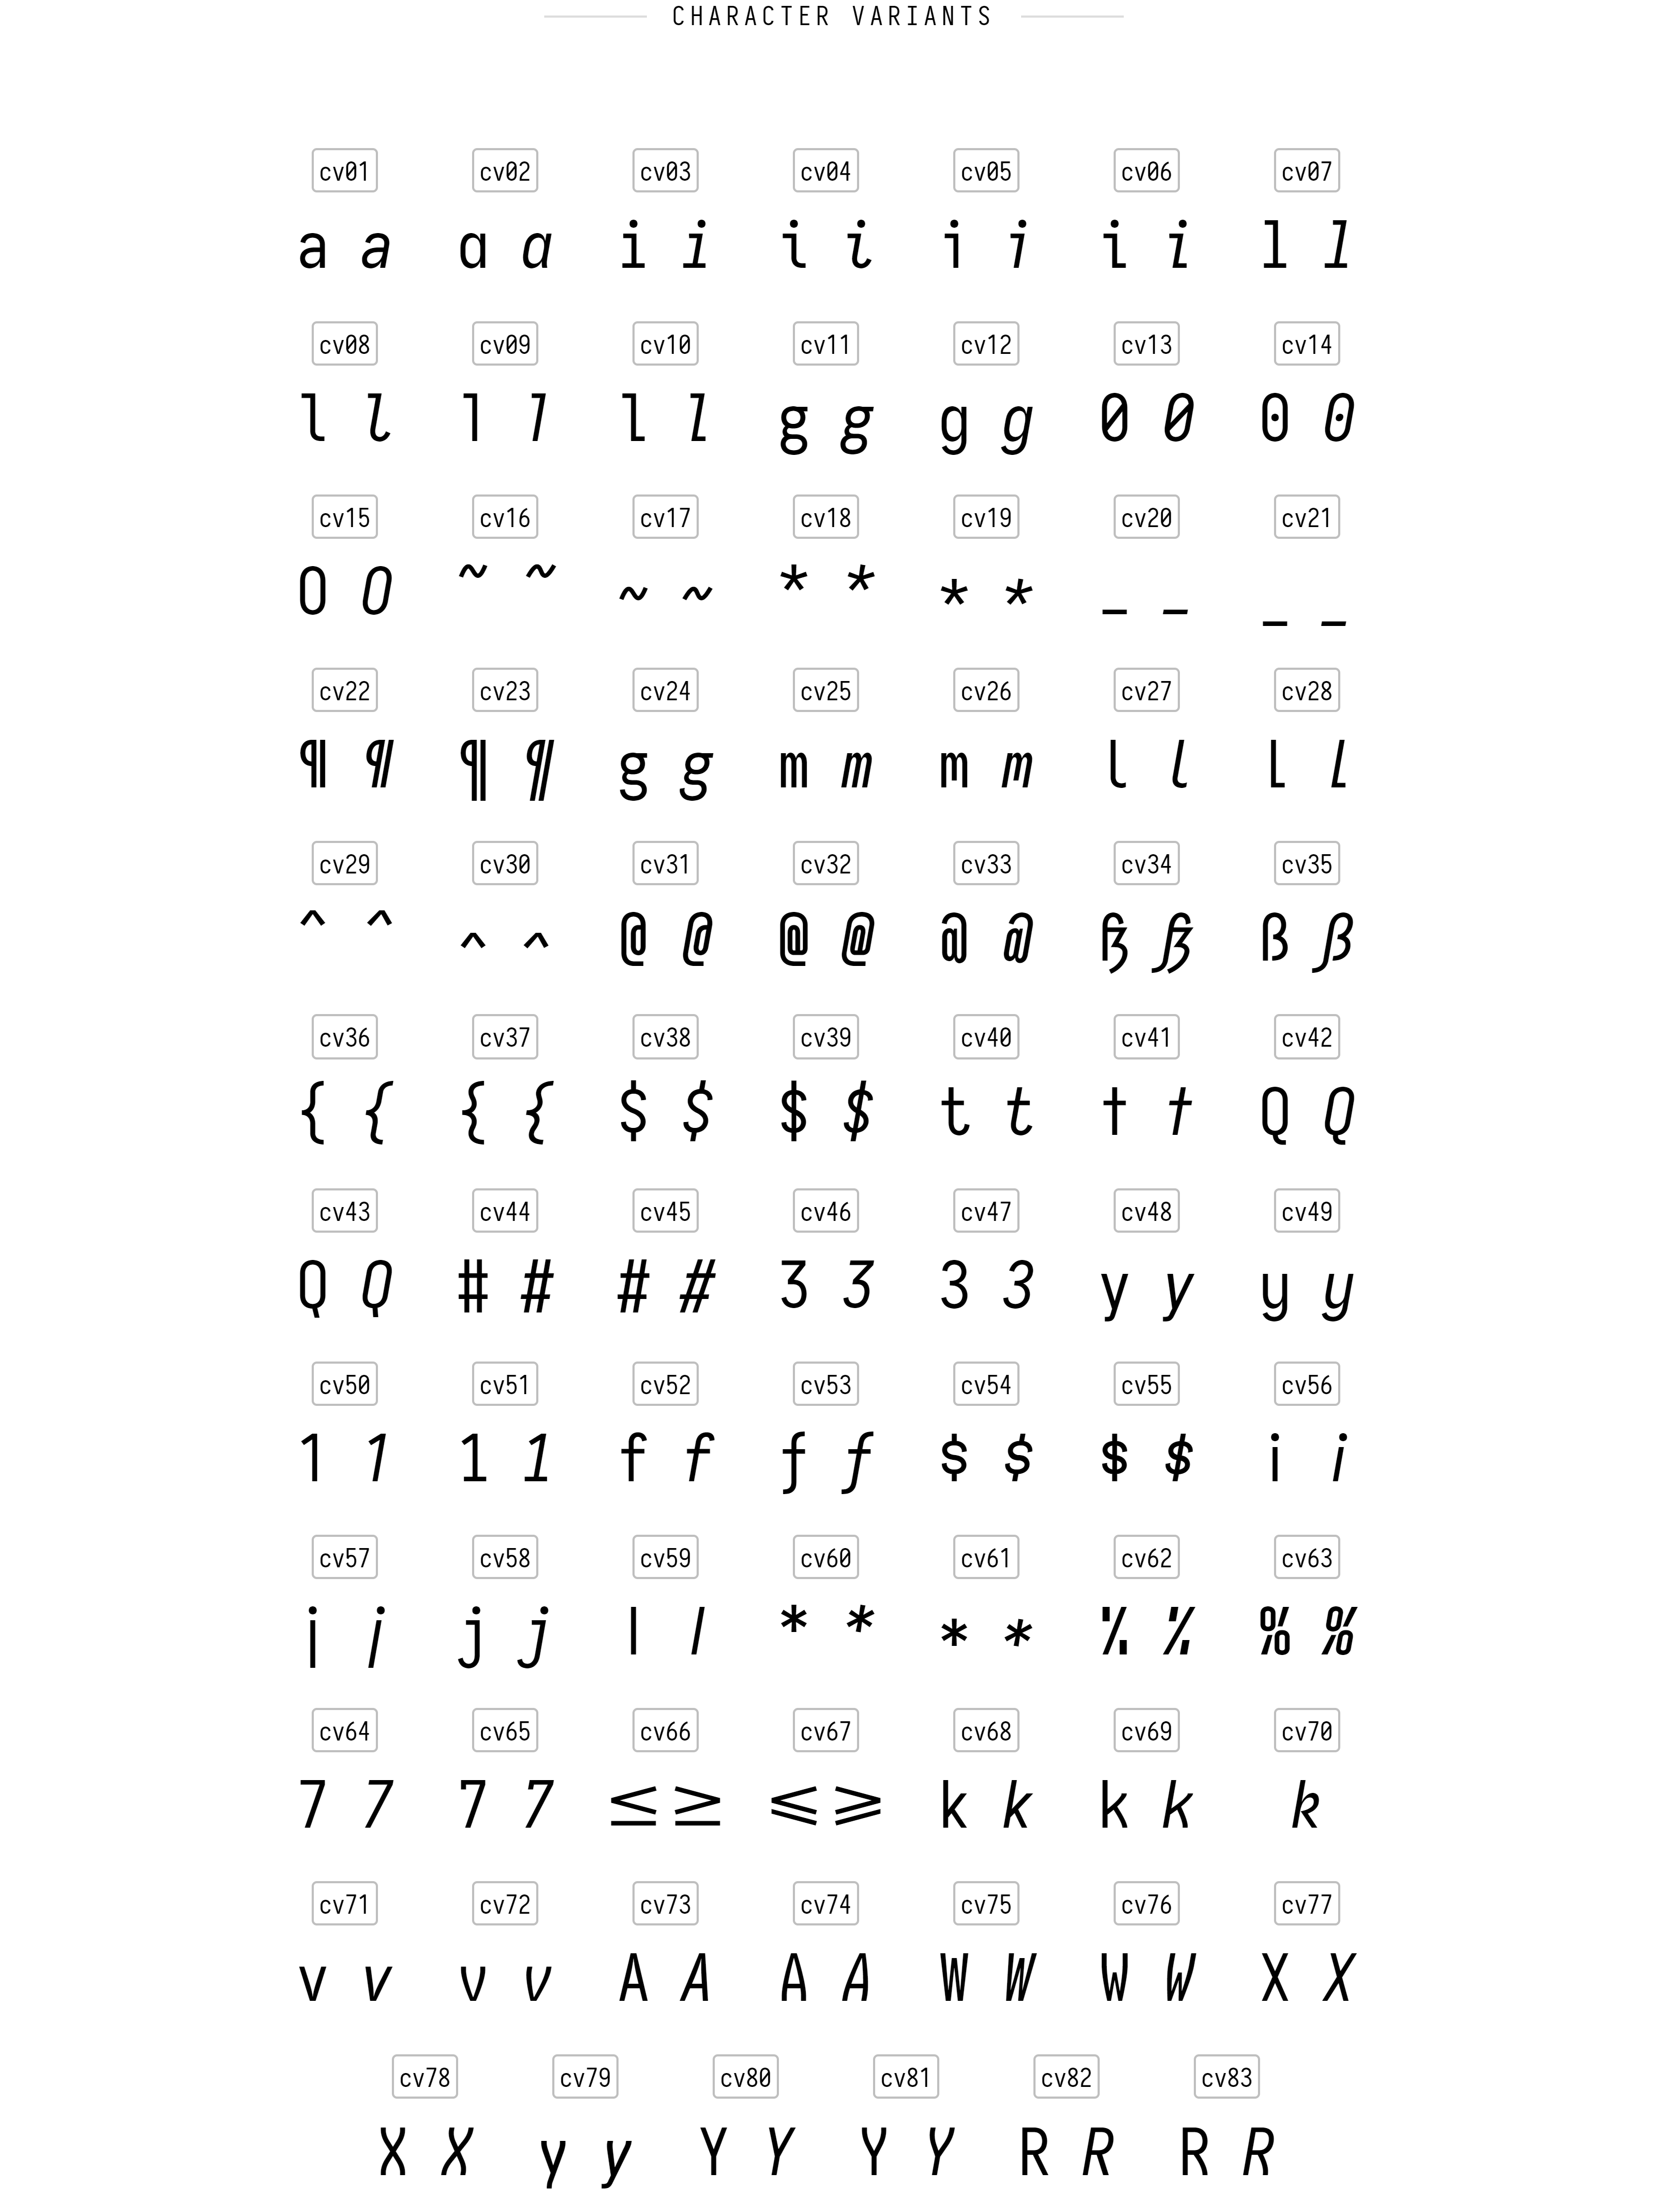 CHARACTER VARIANTS
cv01 cv02 cv03 cv04 cv05 cv06 cv07
a a a a i i i i i i i i l l
cv08 cv09 cv10 cv11 cv12 cv13 cv14
l l l l l l g g g g 0 0 0 0
cv15 cv16 cv17 cv18 cv19 cv20 cv21
0 0 ~ ~ ~ ~ * * * * _ _ _ _
cv22 cv23 cv24 cv25 cv26 cv27 cv28
¶ ¶ ¶ ¶ g g m m m m l l l l
cv29 cv30 cv31 cv32 cv33 cv34 cv35
^ ^ ^ ^ @ @ @ @ @ @ ß ß ß ß
cv36 cv37 cv38 cv39 cv40 cv41 cv42
{ { { { $ $ $ $ t t t t Q Q
cv43 cv44 cv45 cv46 cv47 cv48 cv49
Q Q # # # # 3 3 3 3 y y y y
cv50 cv51 cv52 cv53 cv54 cv55 cv56
1 1 1 1 f f f f $ $ $ $ i i
cv57 cv58 cv59 cv60 cv61 cv62 cv63
j j j j l l * * * * % % % %
cv64 cv65 cv66 cv67 cv68 cv69 cv70
7 7 7 7 ≤ ≥ ⩽ ⩾ k k k k k
cv71 cv72 cv73 cv74 cv75 cv76 cv77
v v v v A A A A W W W W X X
cv78 cv79 cv80 cv81 cv82 cv83
X X y y Y Y Y Y R R R R